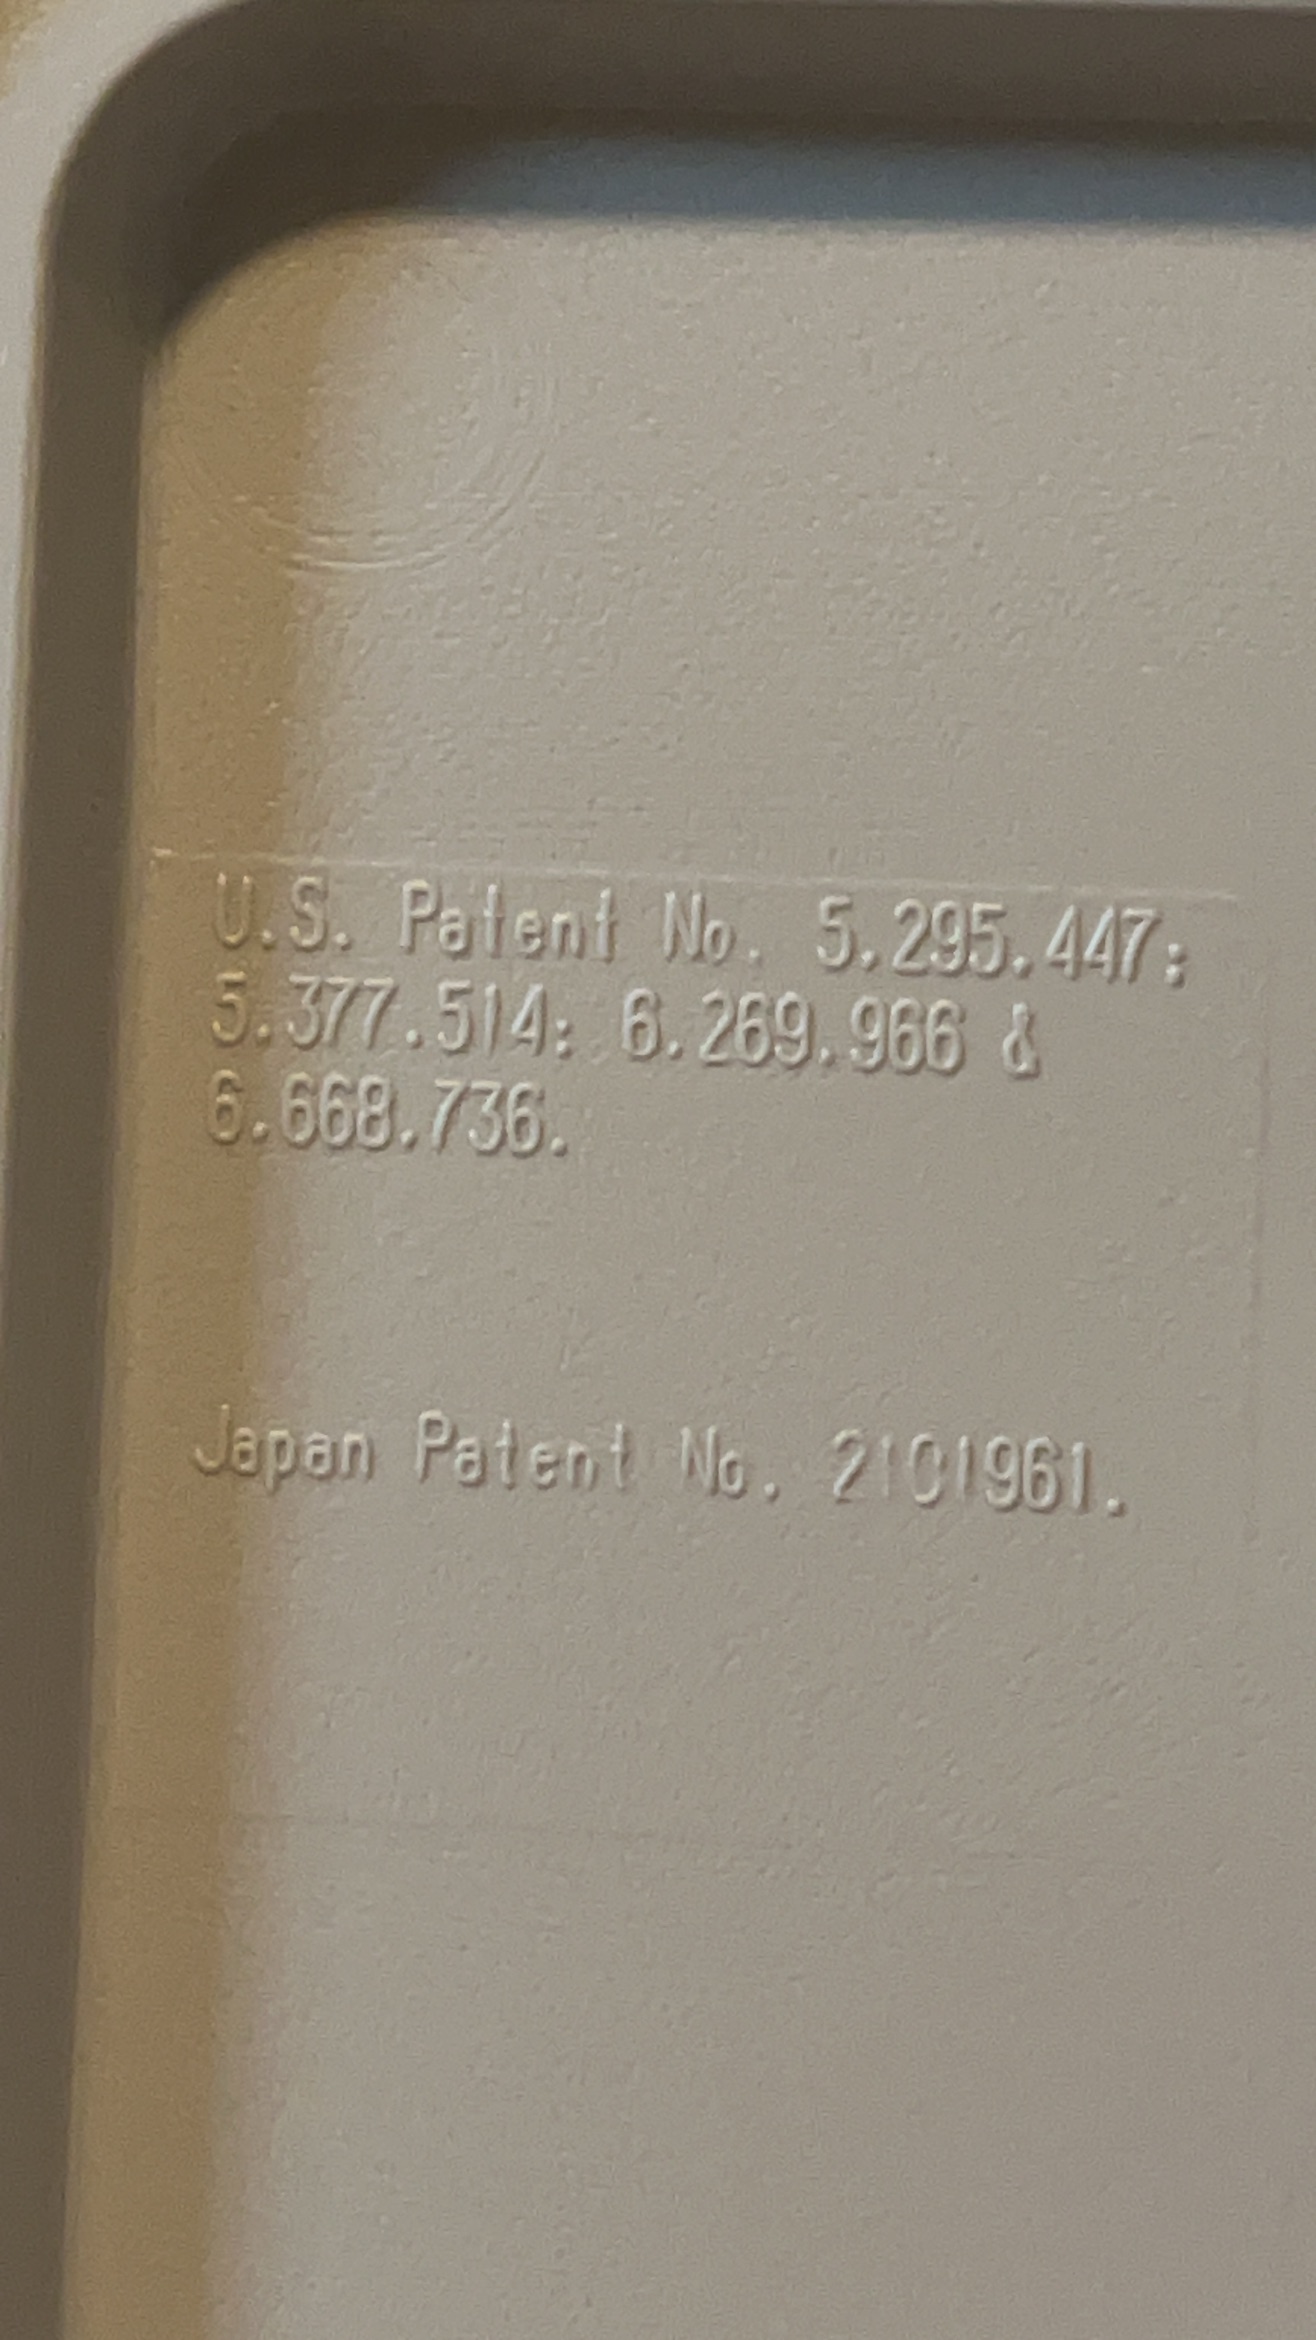 U.S. Patent No. 5.295.447;
5.377.514; 6.269.966 &
6.668.736.
Japan Patent No. 2101961.